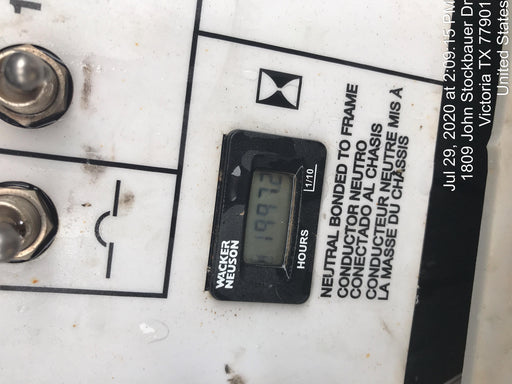 Jul 29, 2020 at 2:09:15 PM
1809 John Stockbauer Dr
Victoria TX 77901
United States
WACKER
NEUSON
HOURS 1/10
NEUTRAL BONDED TO FRAME
CONDUCTOR NEUTRO
CONECTADO AL CHASIS
CONDUCTEUR NEUTRE MIS À
LA MASSE DU CHÂSSIS